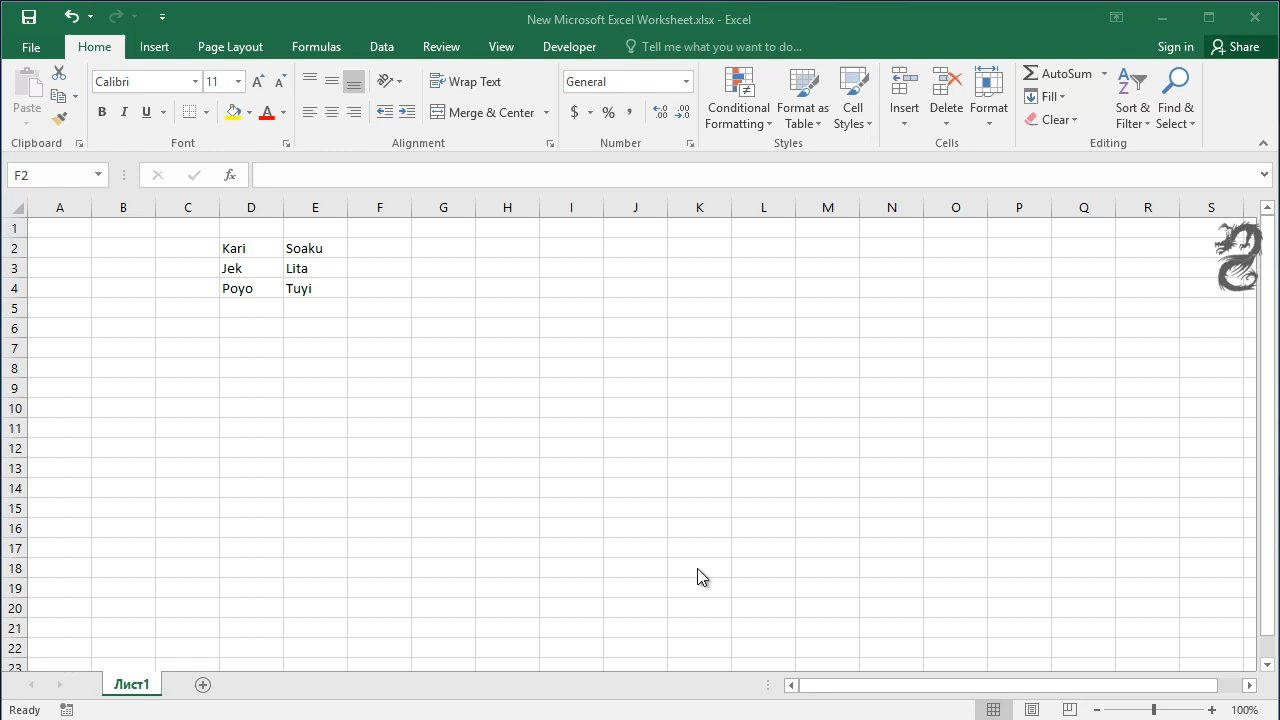 New Microsoft Excel Worksheet.xlsx - Excel
File Home Insert Page Layout Formulas Data Review View Developer Tell me what you want to do... Sign in Share
Paste
Clipboard
Calibri 11
B I U A
Font
Wrap Text
Merge & Center
Alignment
General
$ % ,
Number
Conditional Formatting
Format as Table
Cell Styles
Styles
Insert Delete Format
Cells
AutoSum
Fill
Clear
Sort & Filter
Find & Select
Editing
F2 fx
A B C D E F G H I J K L M N O P Q R S
1
2 Kari Soaku
3 Jek Lita
4 Poyo Tuyi
5
6
7
8
9
10
11
12
13
14
15
16
17
18
19
20
21
22
23
Лист1
Ready 100%